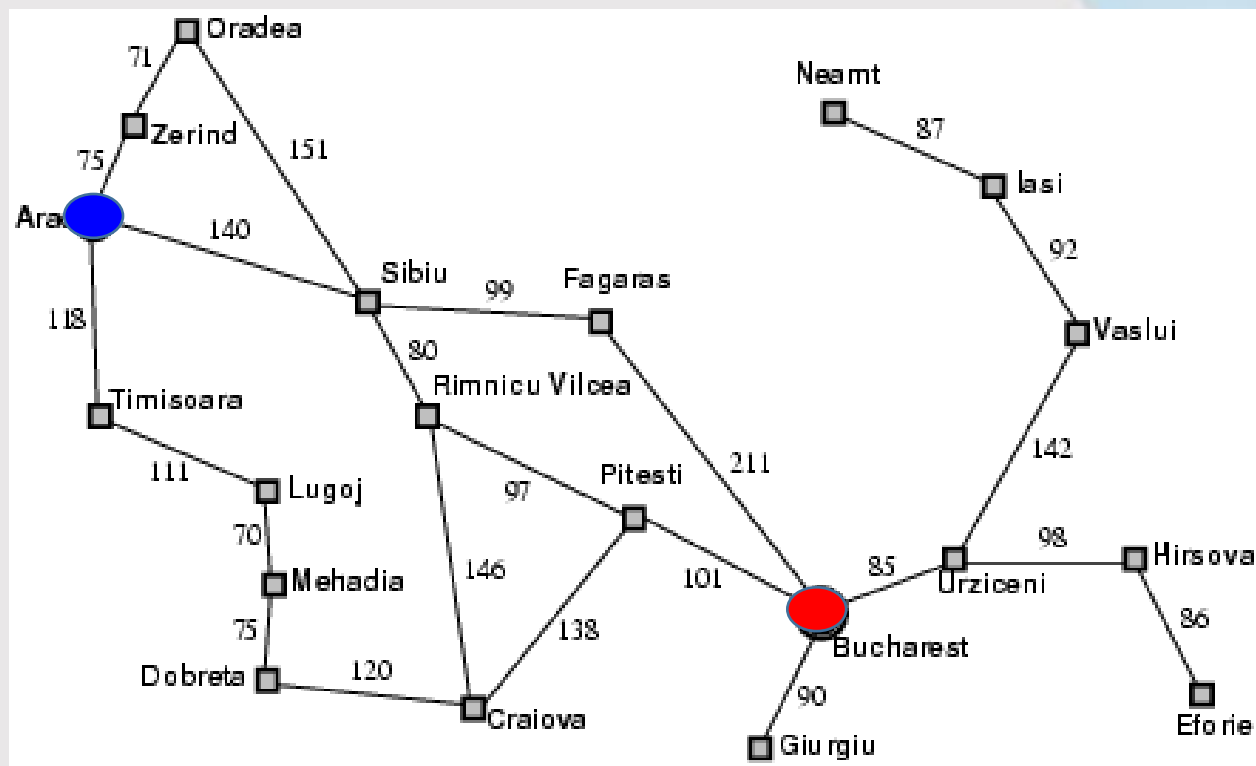 Oradea
71
Neamt
87
Zerind
151
75
Iasi
Ara
140
92
Sibiu
Fagaras
99
118
Vaslui
80
Timisoara
Rimnicu Vilcea
142
211
111
Lugoj
97
Pitesti
70
98
Hirsova
146
85
Urziceni
Mehadia
101
75
138
86
Dobreta
120
Bucharest
90
Craiova
Eforie
Giurgiu